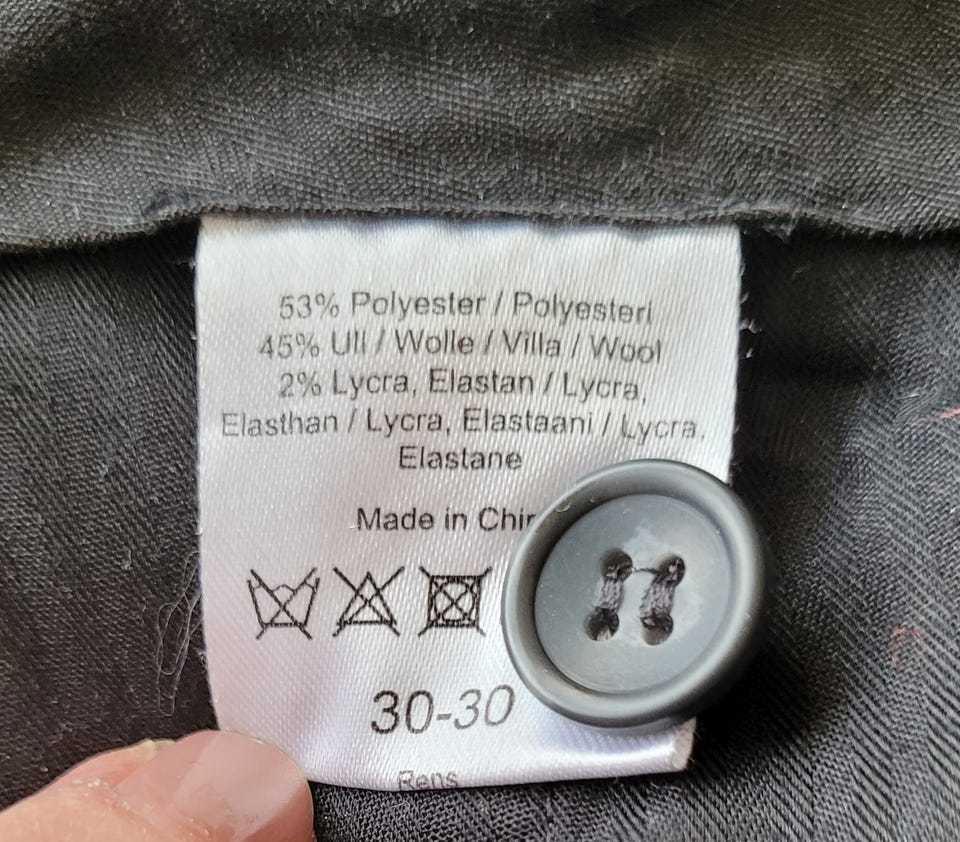 53% Polyester / Polyesteri
45% Ull / Wolle / Villa / Wool
2% Lycra, Elastan / Lycra,
Elasthan / Lycra, Elastaani / Lycra,
Elastane
Made in Chin
30-30
Rens